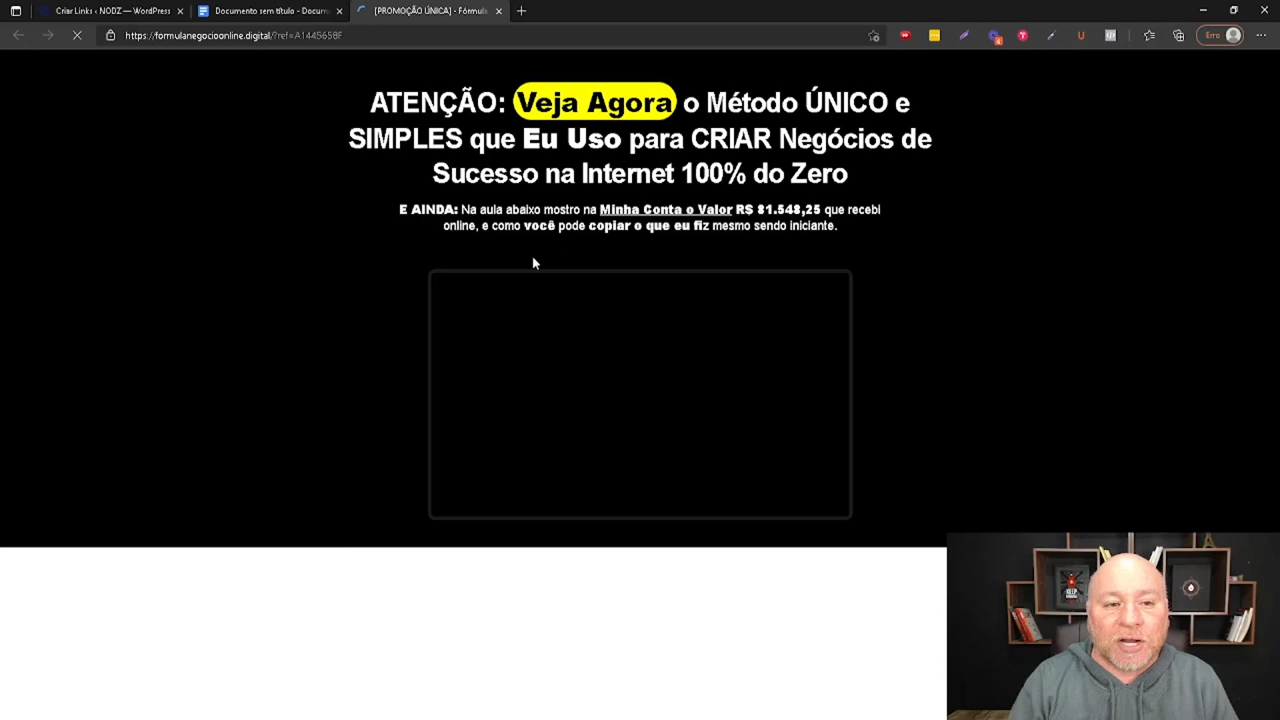 Criar Links ‹ NODZ — WordPress
Documento sem título - Docum
[PROMOÇÃO ÚNICA] - Fórmul
https://formulanegocioonline.digital/?ref=A1445658F
Erro
ATENÇÃO: Veja Agora o Método ÚNICO e
SIMPLES que Eu Uso para CRIAR Negócios de
Sucesso na Internet 100% do Zero
E AINDA: Na aula abaixo mostro na Minha Conta o Valor R$ 81.548,25 que recebi
online, e como você pode copiar o que eu fiz mesmo sendo iniciante.
KEEP